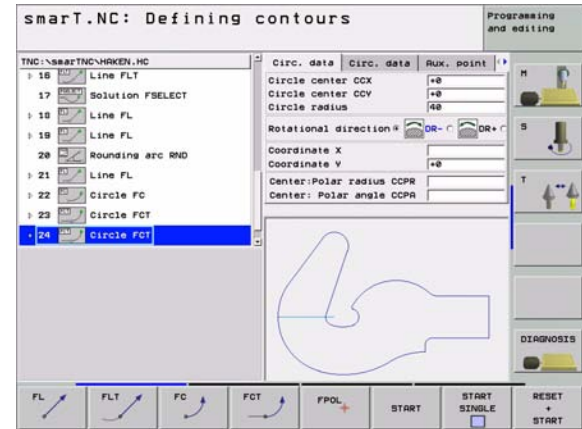 smarT.NC: Defining contours
Programming
and editing
TNC:\smarTNC\HAKEN.HC
16 Line FLT
17 Solution FSELECT
18 Line FL
19 Line FL
20 Rounding arc RND
21 Line FL
22 Circle FC
23 Circle FCT
24 Circle FCT
Circ. data Circ. data Aux. point
Circle center CCX +0
Circle center CCY +0
Circle radius 40
Rotational direction DR- DR+
Coordinate X
Coordinate Y +0
Center:Polar radius CCPR
Center: Polar angle CCPA
M
S
T
DIAGNOSIS
FL
FLT
FC
FCT
FPOL
START
START
SINGLE
RESET
+
START